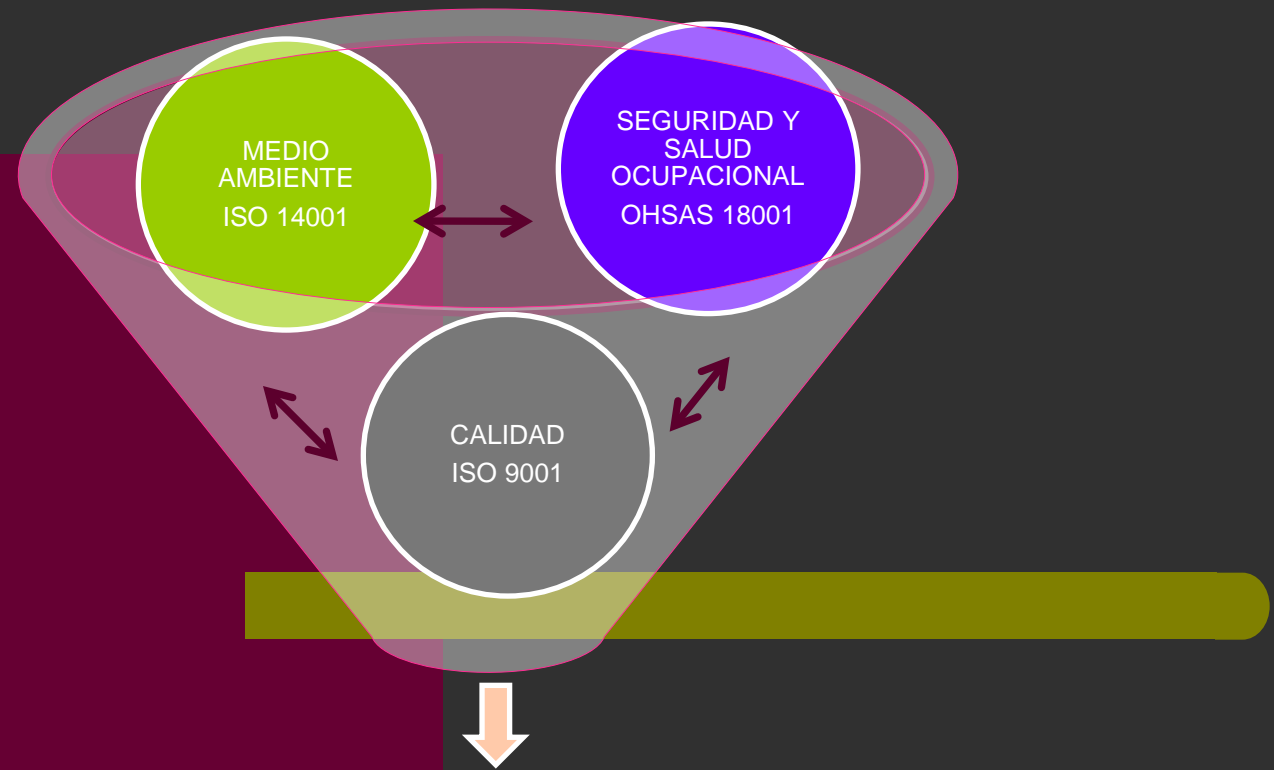 MEDIO
AMBIENTE
ISO 14001
SEGURIDAD Y
SALUD
OCUPACIONAL
OHSAS 18001
CALIDAD
ISO 9001